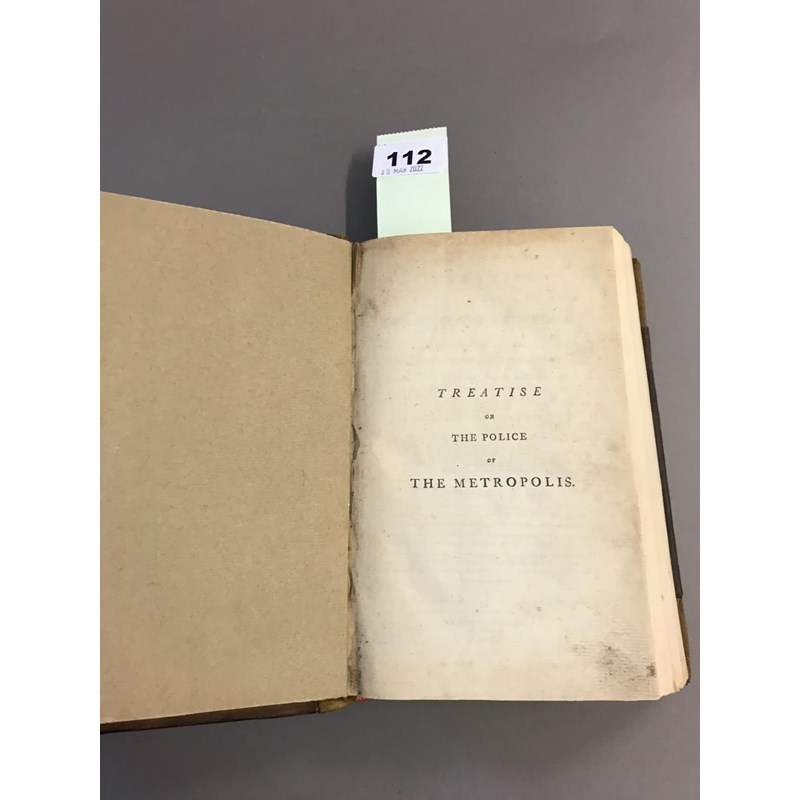 112
TREATISE
ON
THE POLICE
OF
THE METROPOLIS.